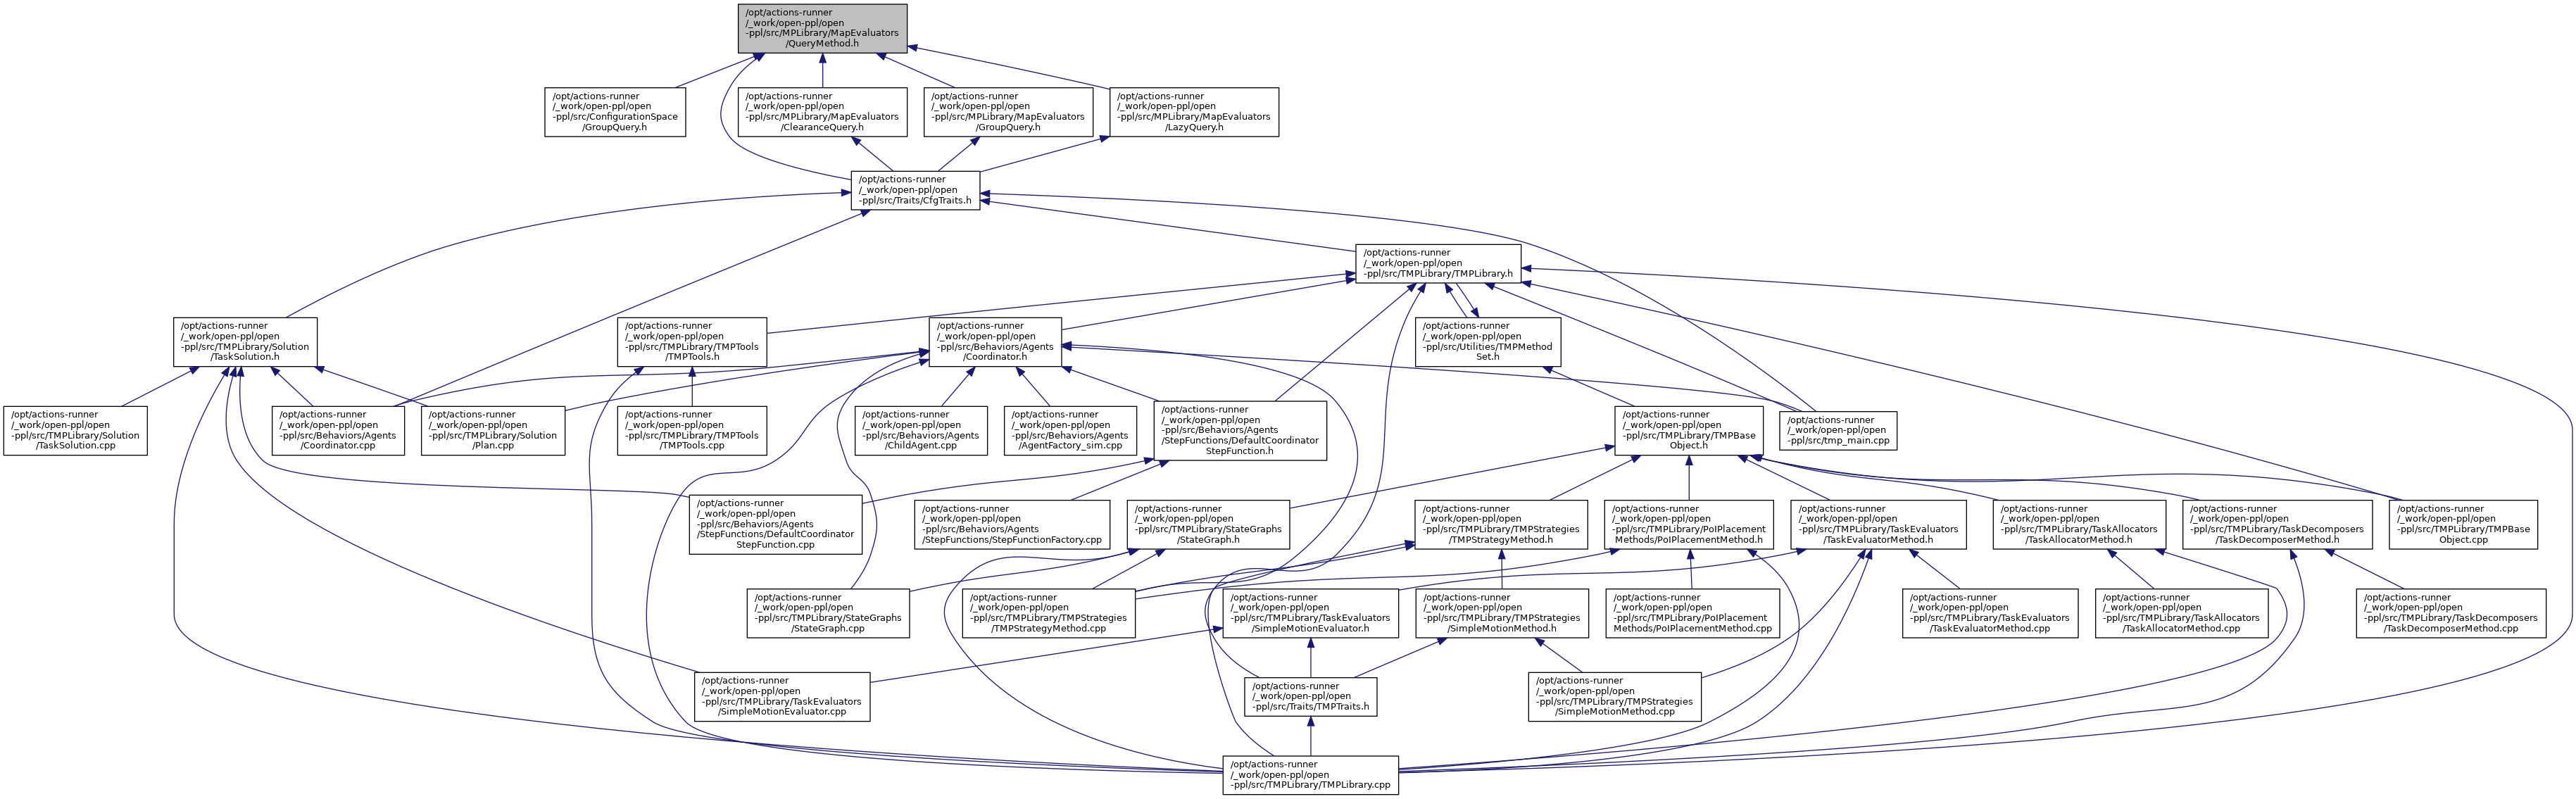 /opt/actions-runner
/_work/open-ppl/open
-ppl/src/MPLibrary/MapEvaluators
/QueryMethod.h
/opt/actions-runner
/_work/open-ppl/open
-ppl/src/ConfigurationSpace
/GroupQuery.h
/opt/actions-runner
/_work/open-ppl/open
-ppl/src/MPLibrary/MapEvaluators
/ClearanceQuery.h
/opt/actions-runner
/_work/open-ppl/open
-ppl/src/MPLibrary/MapEvaluators
/GroupQuery.h
/opt/actions-runner
/_work/open-ppl/open
-ppl/src/MPLibrary/MapEvaluators
/LazyQuery.h
/opt/actions-runner
/_work/open-ppl/open
-ppl/src/Traits/CfgTraits.h
/opt/actions-runner
/_work/open-ppl/open
-ppl/src/TMPLibrary/TMPLibrary.h
/opt/actions-runner
/_work/open-ppl/open
-ppl/src/TMPLibrary/Solution
/TaskSolution.h
/opt/actions-runner
/_work/open-ppl/open
-ppl/src/TMPLibrary/TMPTools
/TMPTools.h
/opt/actions-runner
/_work/open-ppl/open
-ppl/src/Behaviors/Agents
/Coordinator.h
/opt/actions-runner
/_work/open-ppl/open
-ppl/src/Utilities/TMPMethod
Set.h
/opt/actions-runner
/_work/open-ppl/open
-ppl/src/TMPLibrary/Solution
/TaskSolution.cpp
/opt/actions-runner
/_work/open-ppl/open
-ppl/src/Behaviors/Agents
/Coordinator.cpp
/opt/actions-runner
/_work/open-ppl/open
-ppl/src/TMPLibrary/Solution
/Plan.cpp
/opt/actions-runner
/_work/open-ppl/open
-ppl/src/TMPLibrary/TMPTools
/TMPTools.cpp
/opt/actions-runner
/_work/open-ppl/open
-ppl/src/Behaviors/Agents
/ChildAgent.cpp
/opt/actions-runner
/_work/open-ppl/open
-ppl/src/Behaviors/Agents
/AgentFactory_sim.cpp
/opt/actions-runner
/_work/open-ppl/open
-ppl/src/Behaviors/Agents
/StepFunctions/DefaultCoordinator
StepFunction.h
/opt/actions-runner
/_work/open-ppl/open
-ppl/src/TMPLibrary/TMPBase
Object.h
/opt/actions-runner
/_work/open-ppl/open
-ppl/src/tmp_main.cpp
/opt/actions-runner
/_work/open-ppl/open
-ppl/src/Behaviors/Agents
/StepFunctions/DefaultCoordinator
StepFunction.cpp
/opt/actions-runner
/_work/open-ppl/open
-ppl/src/Behaviors/Agents
/StepFunctions/StepFunctionFactory.cpp
/opt/actions-runner
/_work/open-ppl/open
-ppl/src/TMPLibrary/StateGraphs
/StateGraph.h
/opt/actions-runner
/_work/open-ppl/open
-ppl/src/TMPLibrary/TMPStrategies
/TMPStrategyMethod.h
/opt/actions-runner
/_work/open-ppl/open
-ppl/src/TMPLibrary/PoIPlacement
Methods/PoIPlacementMethod.h
/opt/actions-runner
/_work/open-ppl/open
-ppl/src/TMPLibrary/TaskEvaluators
/TaskEvaluatorMethod.h
/opt/actions-runner
/_work/open-ppl/open
-ppl/src/TMPLibrary/TaskAllocators
/TaskAllocatorMethod.h
/opt/actions-runner
/_work/open-ppl/open
-ppl/src/TMPLibrary/TaskDecomposers
/TaskDecomposerMethod.h
/opt/actions-runner
/_work/open-ppl/open
-ppl/src/TMPLibrary/TMPBase
Object.cpp
/opt/actions-runner
/_work/open-ppl/open
-ppl/src/TMPLibrary/StateGraphs
/StateGraph.cpp
/opt/actions-runner
/_work/open-ppl/open
-ppl/src/TMPLibrary/TMPStrategies
/TMPStrategyMethod.cpp
/opt/actions-runner
/_work/open-ppl/open
-ppl/src/TMPLibrary/TaskEvaluators
/SimpleMotionEvaluator.h
/opt/actions-runner
/_work/open-ppl/open
-ppl/src/TMPLibrary/TMPStrategies
/SimpleMotionMethod.h
/opt/actions-runner
/_work/open-ppl/open
-ppl/src/TMPLibrary/PoIPlacement
Methods/PoIPlacementMethod.cpp
/opt/actions-runner
/_work/open-ppl/open
-ppl/src/TMPLibrary/TaskEvaluators
/TaskEvaluatorMethod.cpp
/opt/actions-runner
/_work/open-ppl/open
-ppl/src/TMPLibrary/TaskAllocators
/TaskAllocatorMethod.cpp
/opt/actions-runner
/_work/open-ppl/open
-ppl/src/TMPLibrary/TaskDecomposers
/TaskDecomposerMethod.cpp
/opt/actions-runner
/_work/open-ppl/open
-ppl/src/TMPLibrary/TaskEvaluators
/SimpleMotionEvaluator.cpp
/opt/actions-runner
/_work/open-ppl/open
-ppl/src/Traits/TMPTraits.h
/opt/actions-runner
/_work/open-ppl/open
-ppl/src/TMPLibrary/TMPStrategies
/SimpleMotionMethod.cpp
/opt/actions-runner
/_work/open-ppl/open
-ppl/src/TMPLibrary/TMPLibrary.cpp